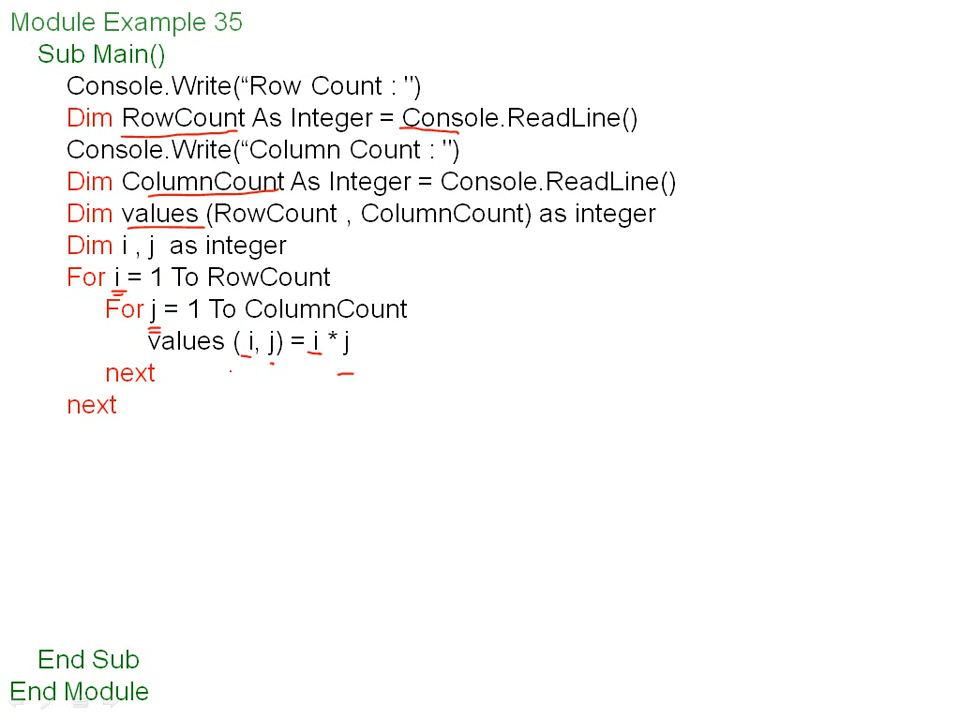 Module Example 35
Sub Main()
Console.Write(“Row Count : ")
Dim RowCount As Integer = Console.ReadLine()
Console.Write(“Column Count : ")
Dim ColumnCount As Integer = Console.ReadLine()
Dim values (RowCount , ColumnCount) as integer
Dim i , j  as integer
For i = 1 To RowCount
For j = 1 To ColumnCount
values ( i, j) = i * j
next
next
End Sub
End Module